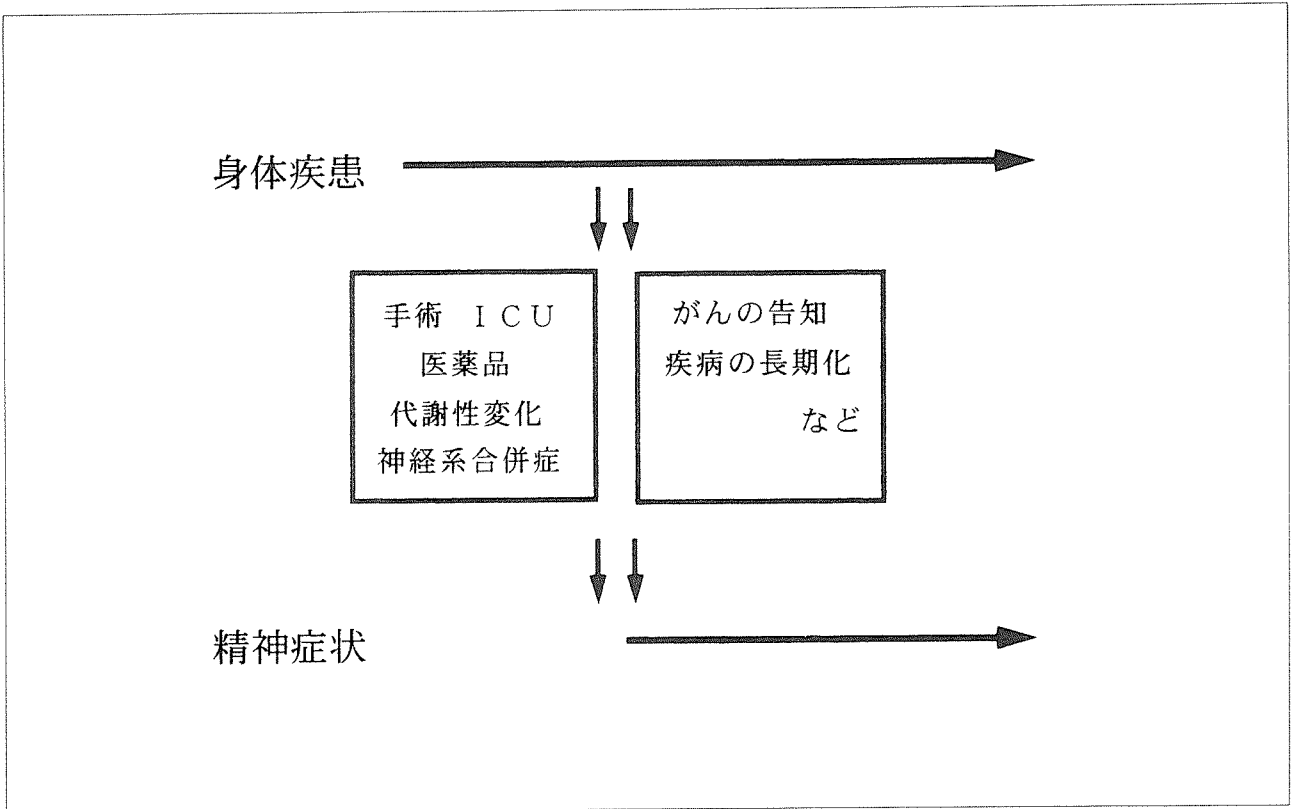 身体疾患
手術 ICU
医薬品
代謝性変化
神経系合併症
がんの告知
疾病の長期化
など
精神症状